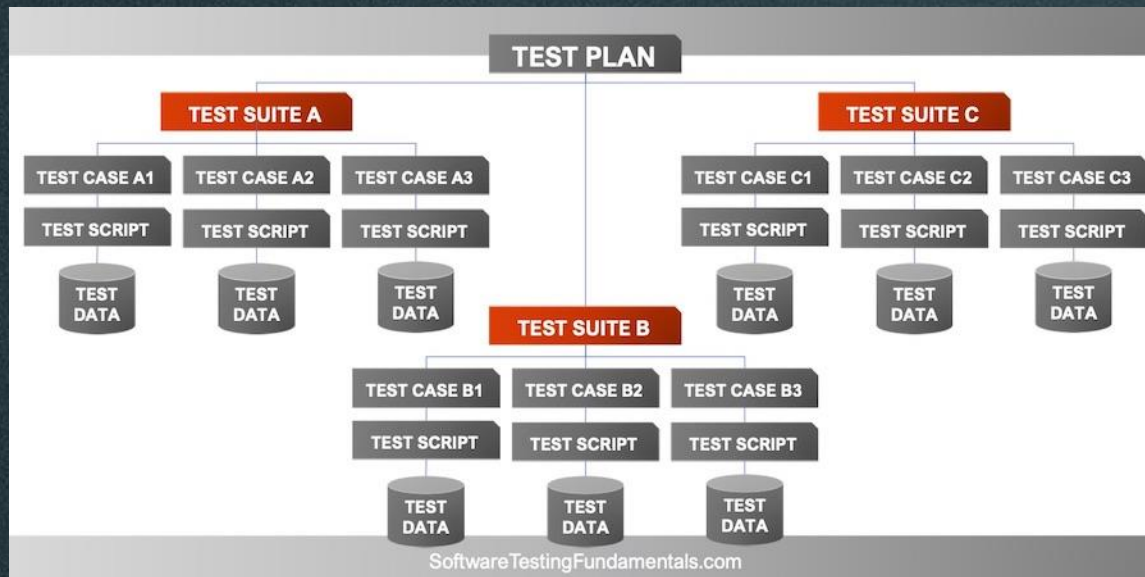 TEST PLAN
TEST SUITE A
TEST CASE A1
TEST CASE A2
TEST CASE A3
TEST SCRIPT
TEST SCRIPT
TEST SCRIPT
TEST
DATA
TEST
DATA
TEST
DATA
TEST SUITE C
TEST CASE C1
TEST CASE C2
TEST CASE C3
TEST SCRIPT
TEST SCRIPT
TEST SCRIPT
TEST
DATA
TEST
DATA
TEST
DATA
TEST SUITE B
TEST CASE B1
TEST CASE B2
TEST CASE B3
TEST SCRIPT
TEST SCRIPT
TEST SCRIPT
TEST
DATA
TEST
DATA
TEST
DATA
SoftwareTestingFundamentals.com